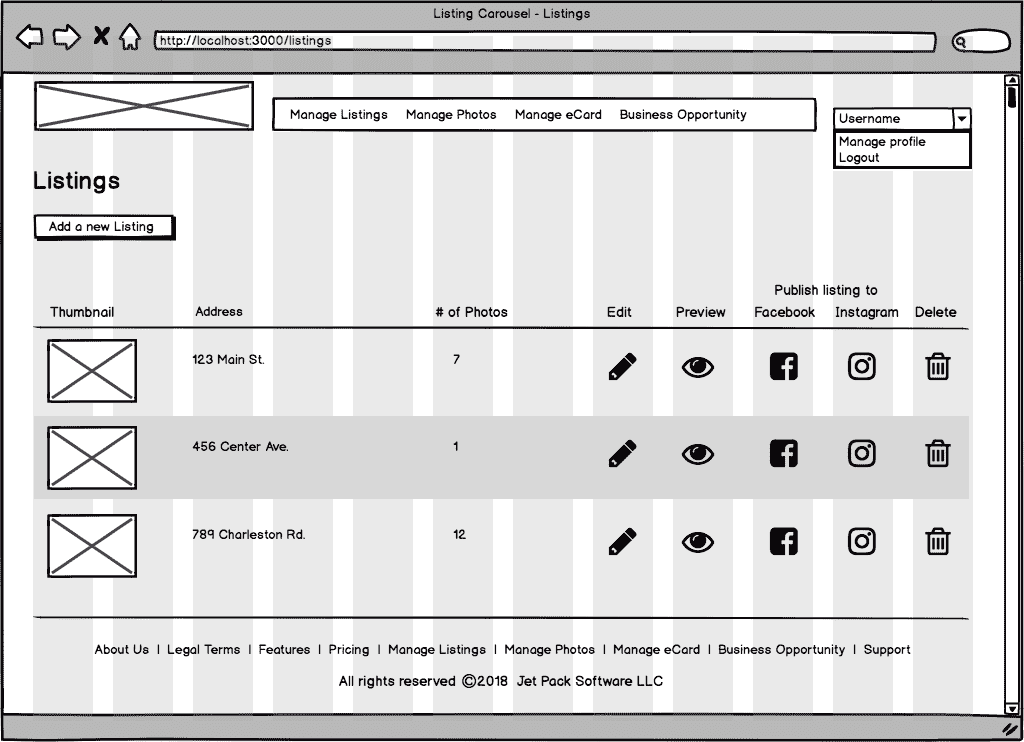 Listing Carousel - Listings
http://localhost:3000/listings
Manage Listings Manage Photos Manage eCard Business Opportunity
Username
Manage profile
Logout
Listings
Add a new Listing
Publish listing to
Thumbnail Address # of Photos Edit Preview Facebook Instagram Delete
123 Main St. 7
456 Center Ave. 1
789 Charleston Rd. 12
About Us | Legal Terms | Features | Pricing | Manage Listings | Manage Photos | Manage eCard | Business Opportunity | Support
All rights reserved ©2018 Jet Pack Software LLC